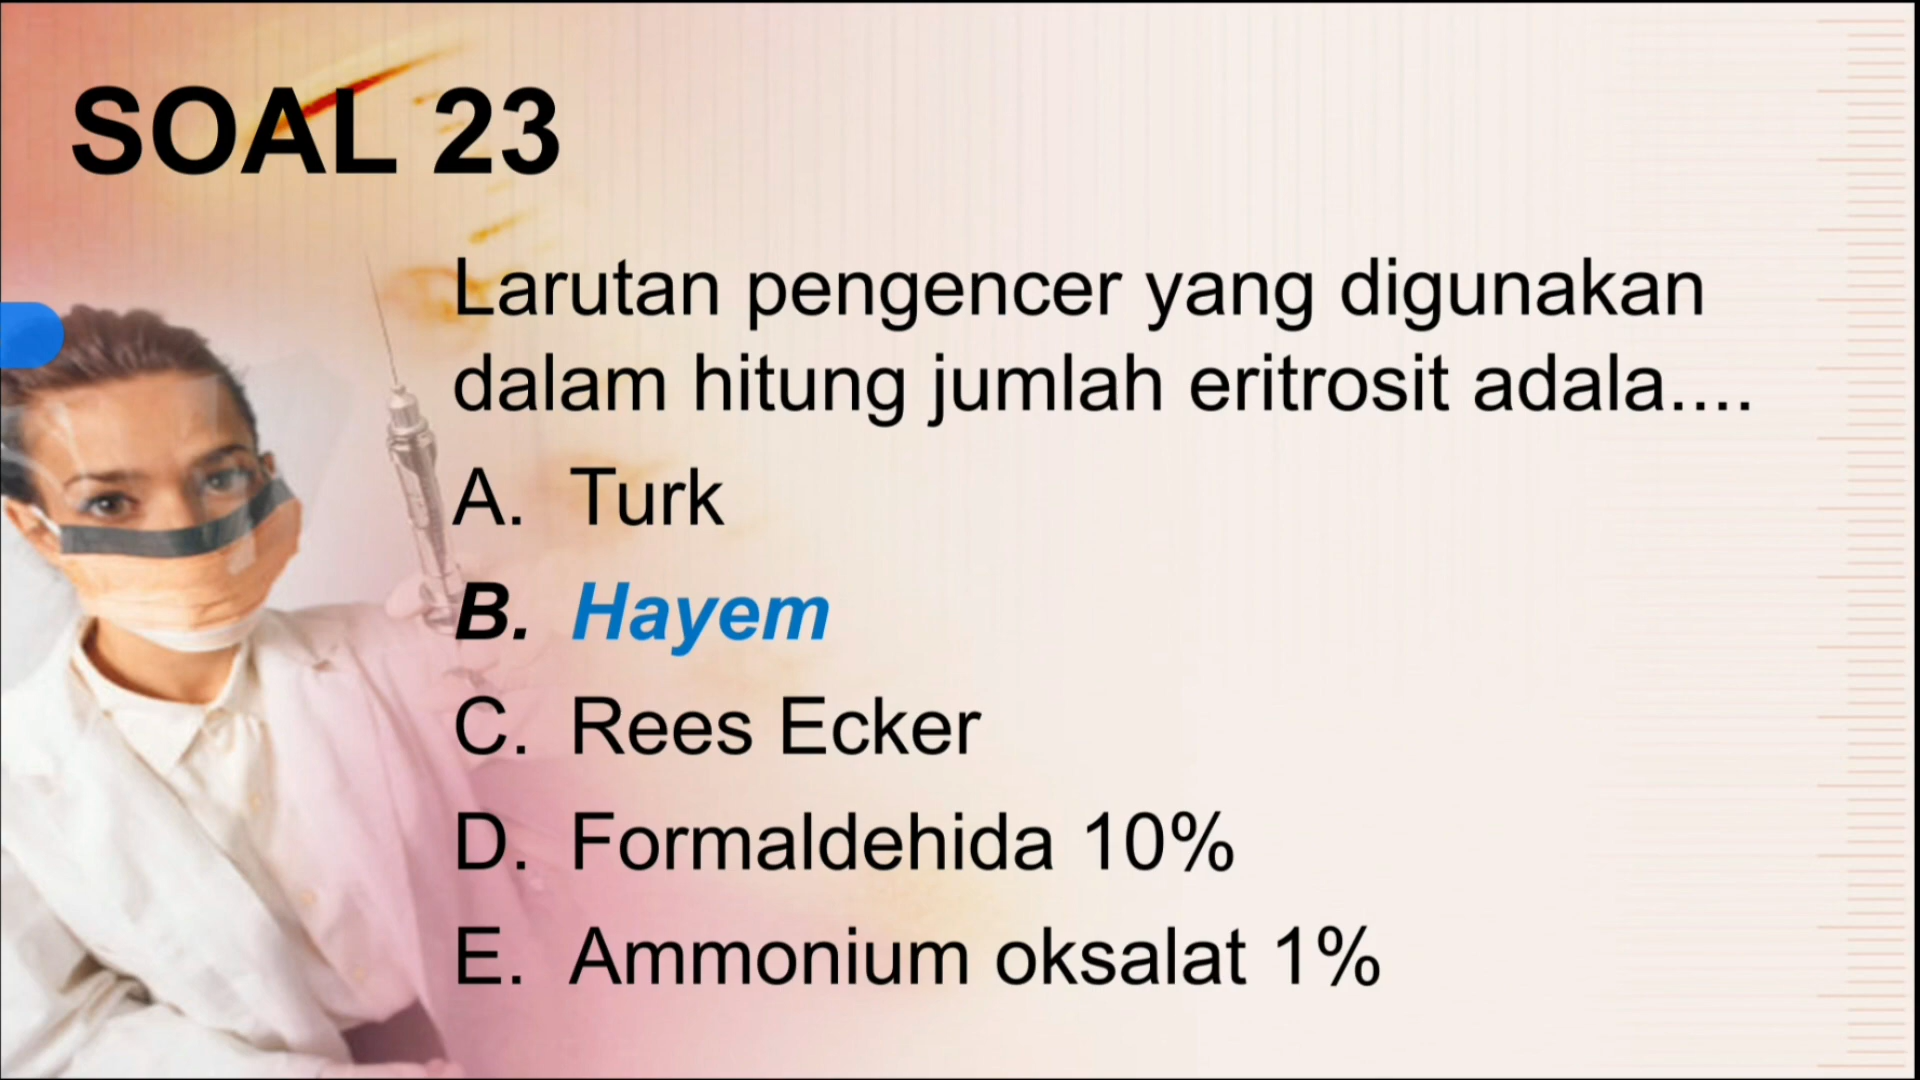 SOAL 23
Larutan pengencer yang digunakan
dalam hitung jumlah eritrosit adala....
A. Turk
B. Hayem
C. Rees Ecker
D. Formaldehida 10%
E. Ammonium oksalat 1%